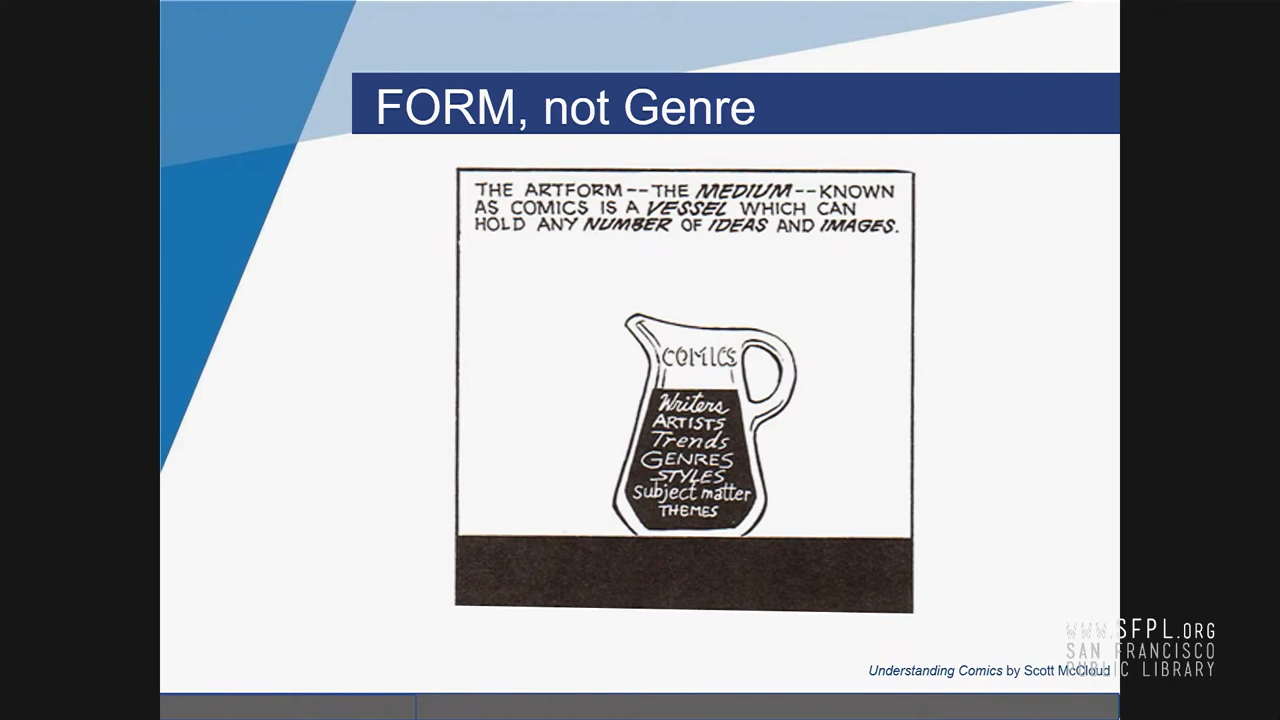 FORM, not Genre
THE ARTFORM--THE MEDIUM--KNOWN
AS COMICS IS A VESSEL WHICH CAN
HOLD ANY NUMBER OF IDEAS AND IMAGES.
COMICS
Writers
ARTISTS
Trends
GENRES
STYLES
Subject matter
THEMES
WWW.SFPL.ORG
SAN FRANCISCO
PUBLIC LIBRARY
Understanding Comics by Scott McCloud